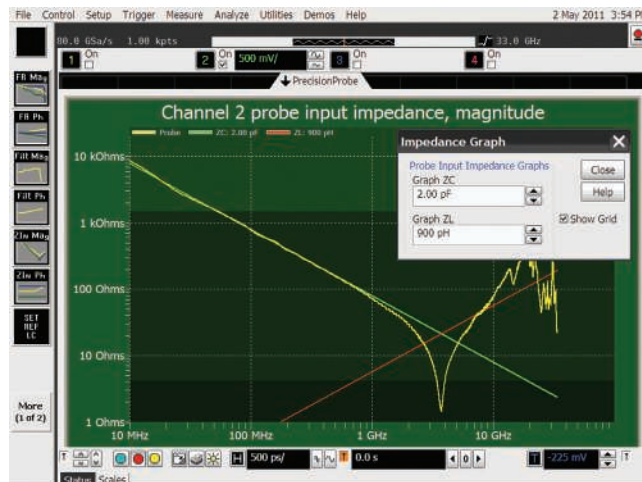 File Control Setup Trigger Measure Analyze Utilities Demos Help 2 May 2011 3:54 P
80.0 GSa/s 1.00 kpts 33.0 GHz
1 On 2 On 500 mV/ 3 On 4 On
PrecisionProbe
Channel 2 probe input impedance, magnitude
Probe ZC: 2.00 pF ZL: 900 pH
FR Mag
FR Ph
Filt Mag
Filt Ph
ZIn Mag
ZIn Ph
SET
REF
LC
More
(1 of 2)
10 kOhms
1 kOhms
100 Ohms
10 Ohms
1 Ohms
10 MHz 100 MHz 1 GHz 10 GHz
Impedance Graph
Probe Input Impedance Graphs
Graph ZC
2.00 pF
Graph ZL
900 pH
Close
Help
Show Grid
T H 500 ps/ T 0.0 s 0 T -225 mV T
Status Scales